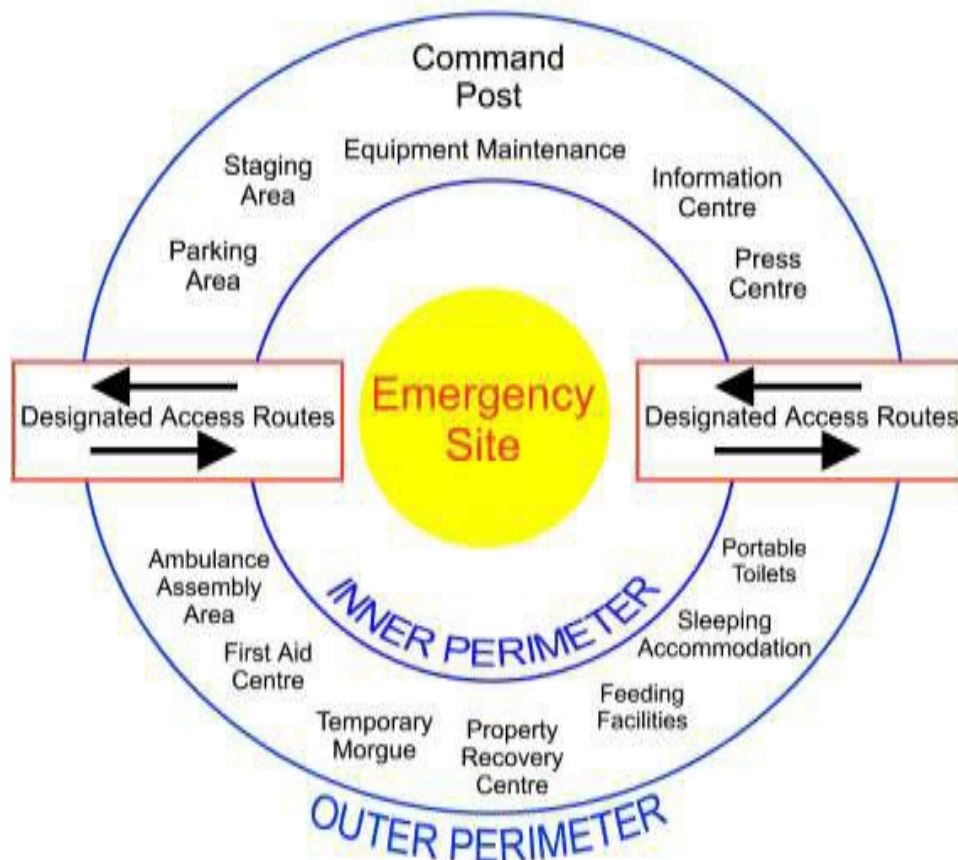 Command
Post
Equipment Maintenance
Staging
Area
Information
Centre
Parking
Area
Press
Centre
Designated Access Routes
Emergency
Site
Designated Access Routes
Ambulance
Assembly
Area
First Aid
Centre
Temporary
Morgue
Property
Recovery
Centre
Feeding
Facilities
Sleeping
Accommodation
Portable
Toilets
INNER PERIMETER
OUTER PERIMETER